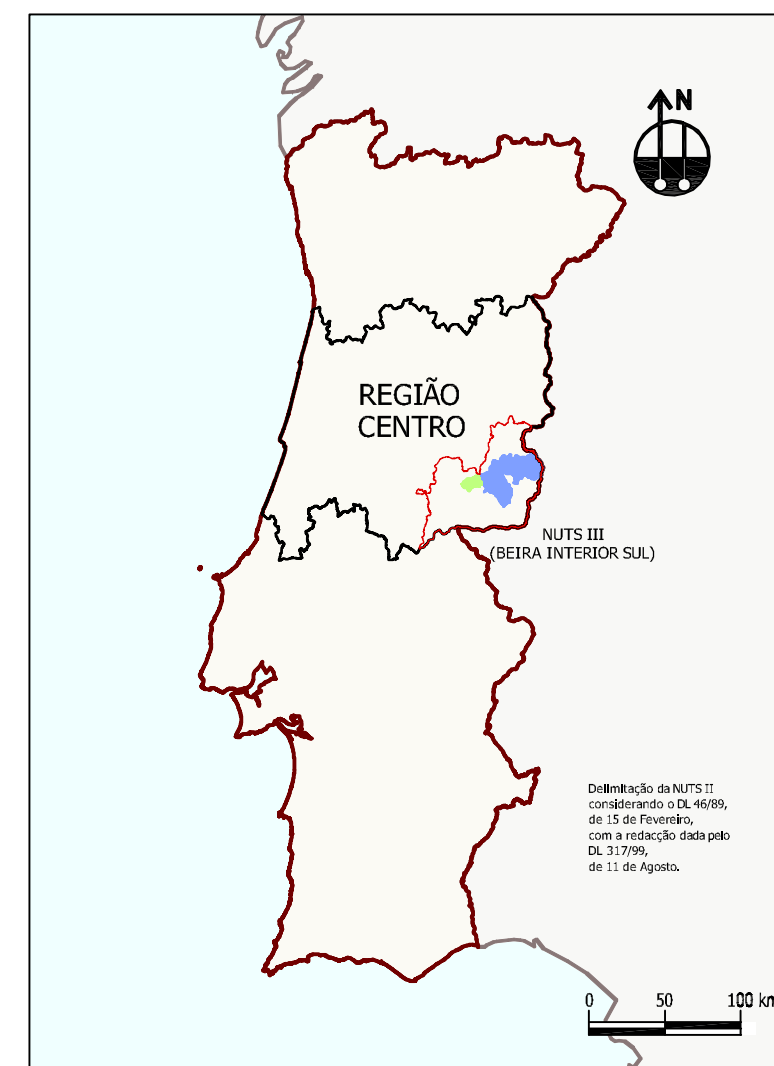 N
REGIÃO
CENTRO
NUTS III
(BEIRA INTERIOR SUL)
Delimitação da NUTS II
considerando o DL 46/89,
de 15 de Fevereiro,
com a redacção dada pelo
DL 317/99,
de 11 de Agosto.
0 50 100 km